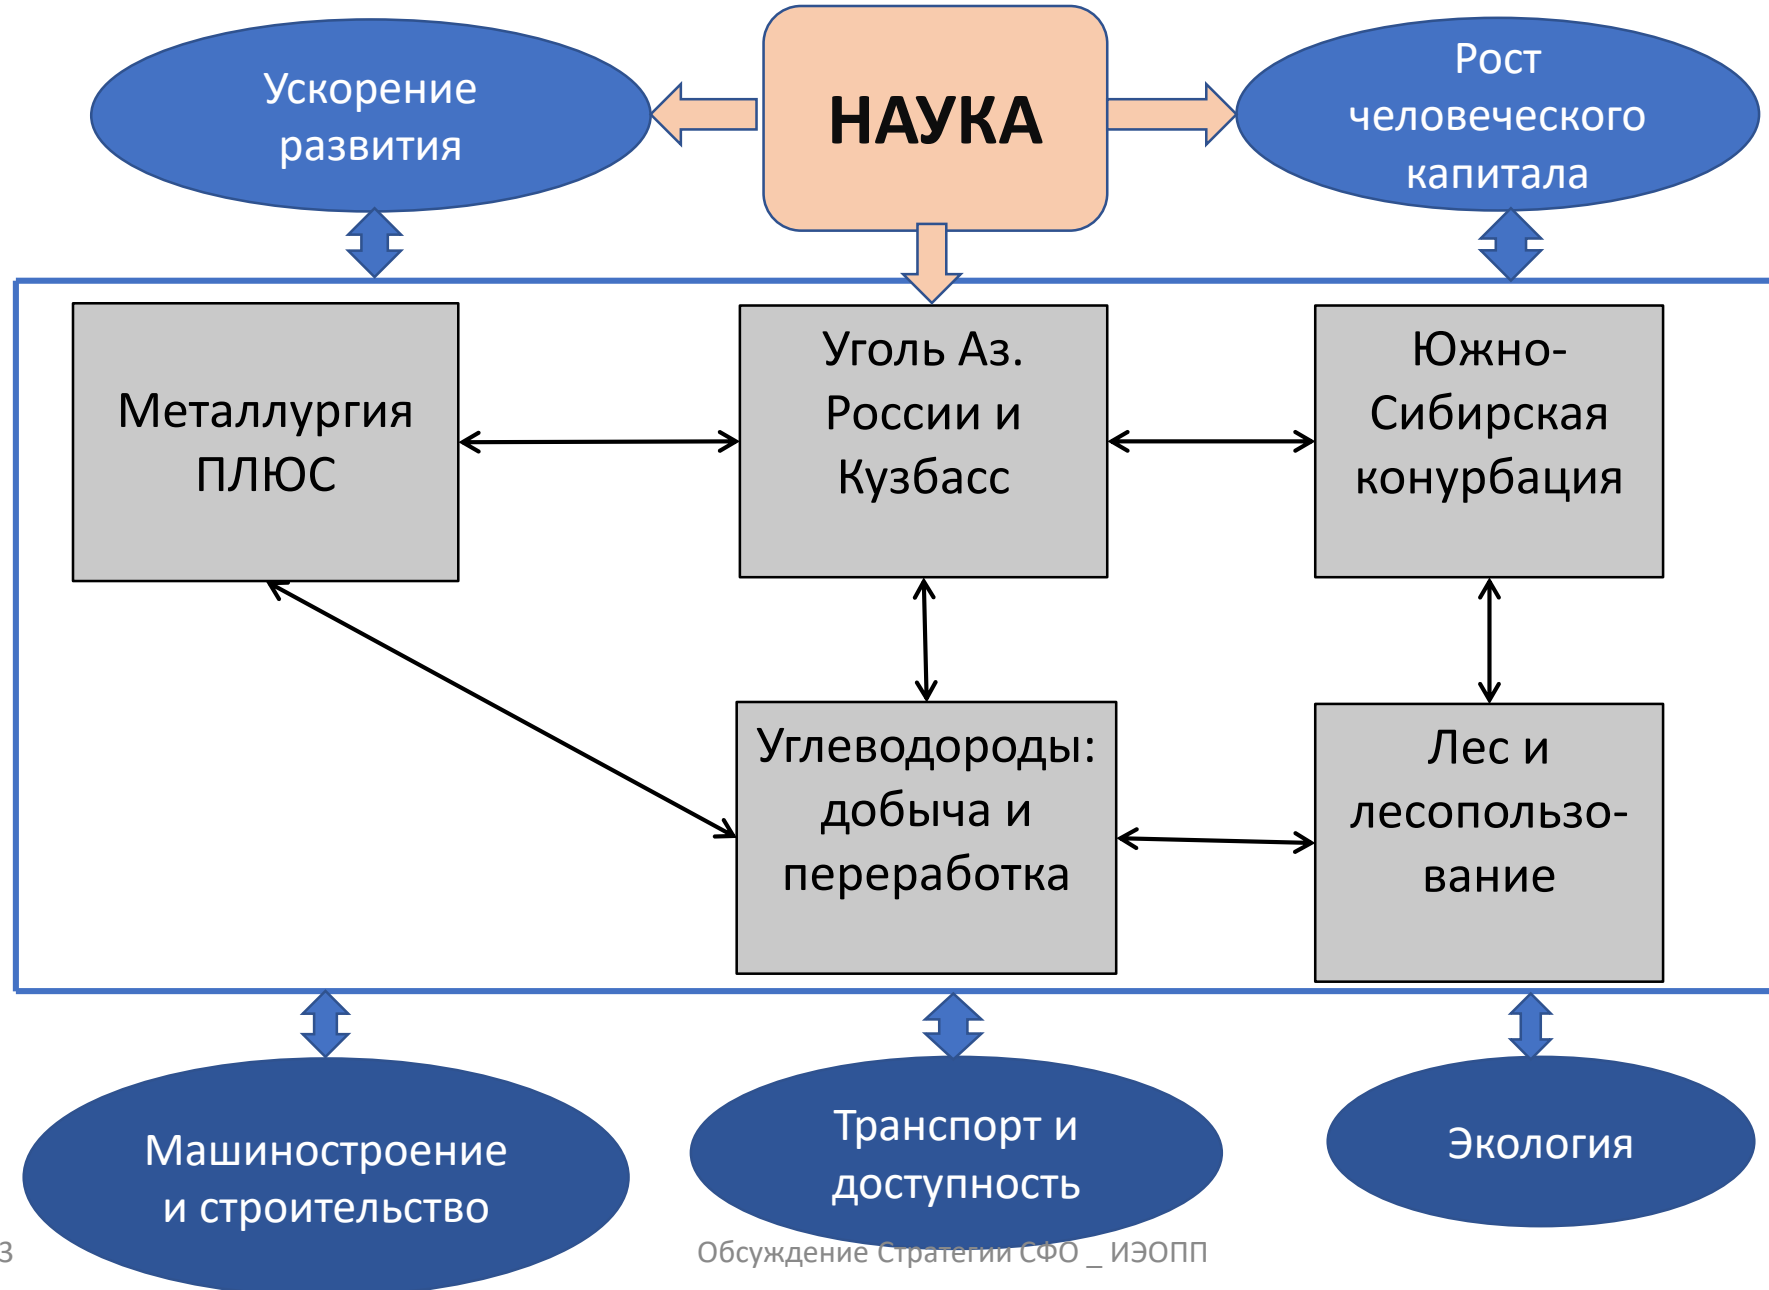 Ускорение
развития
НАУКА
Рост
человеческого
капитала
Металлургия
ПЛЮС
Уголь Аз.
России и
Кузбасс
Южно-
Сибирская
конурбация
Углеводороды:
добыча и
переработка
Лес и
лесопользо-
вание
Машиностроение
и строительство
Транспорт и
доступность
Экология
3
Обсуждение Стратегии СФО _ ИЭОПП